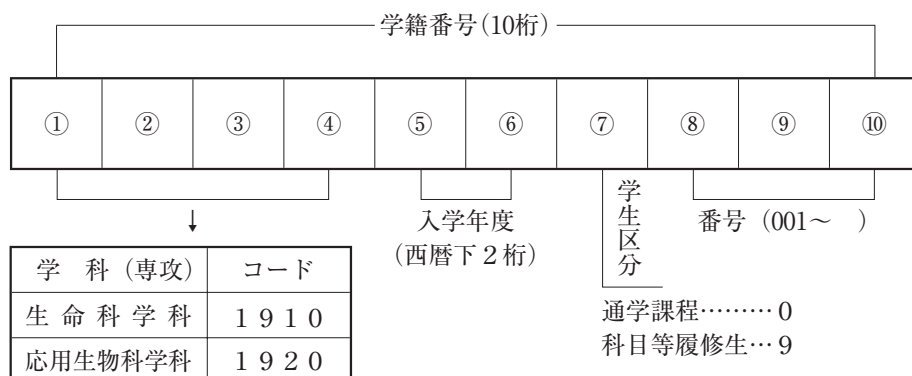 学籍番号(10桁)
① ② ③ ④ ⑤ ⑥ ⑦ ⑧ ⑨ ⑩
↓
入学年度
(西暦下2桁)
学生区分
番号（001～　）
学　科（専攻） コード
生命科学科 1910
応用生物科学科 1920
通学課程………0
科目等履修生…9